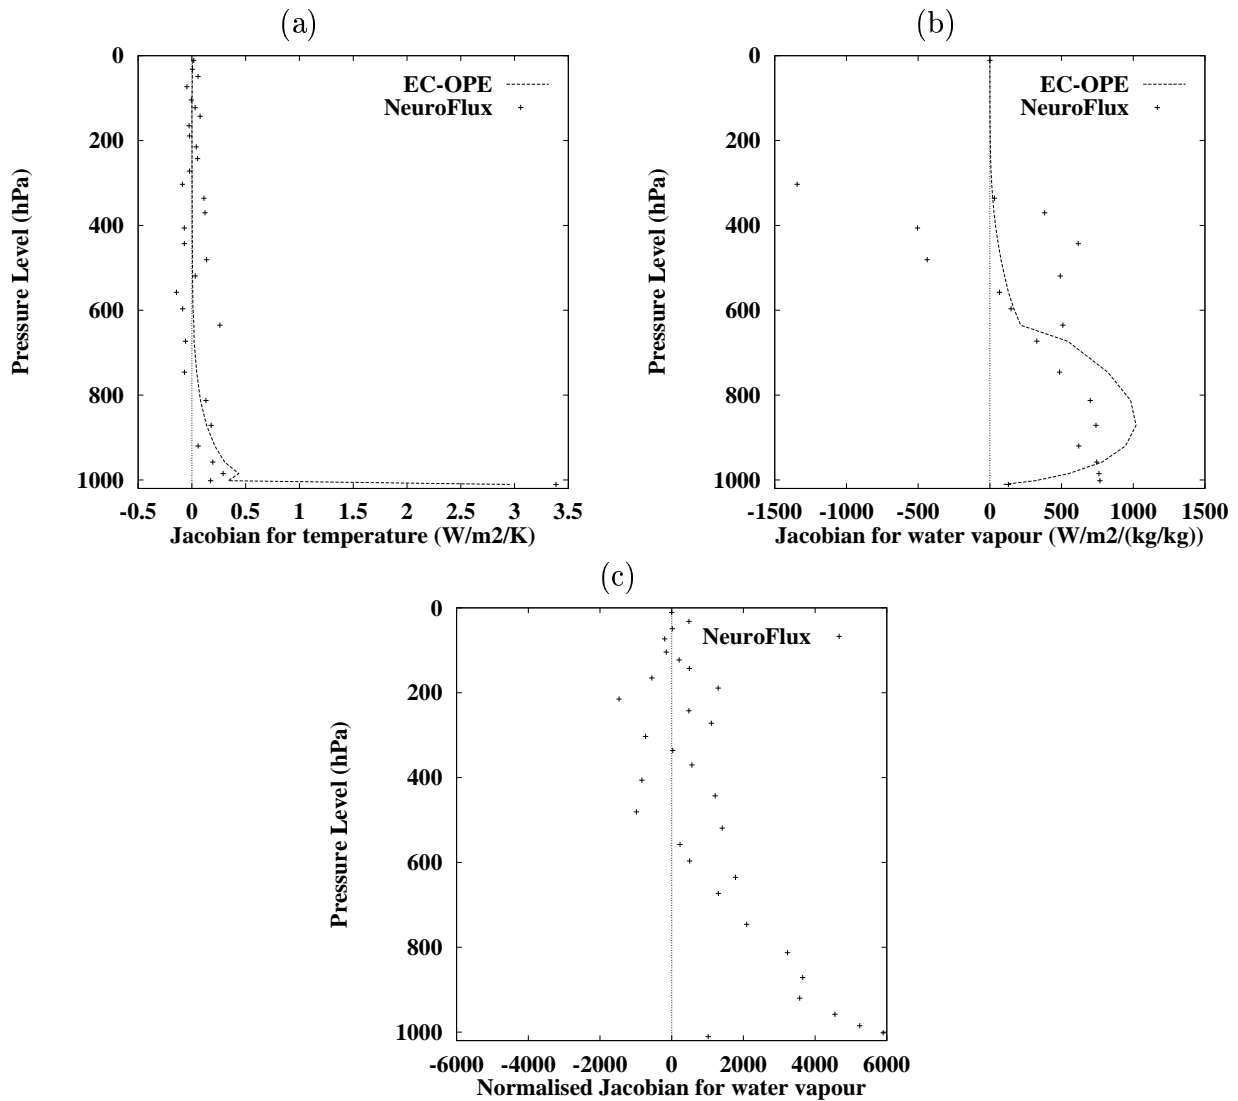 (a)
0
200
400
600
800
1000
-0.5
0
0.5
1
1.5
2
2.5
3
3.5
Pressure Level (hPa)
Jacobian for temperature (W/m2/K)
EC-OPE
NeuroFlux
(b)
0
200
400
600
800
1000
-1500
-1000
-500
0
500
1000
1500
Pressure Level (hPa)
Jacobian for water vapour (W/m2/(kg/kg))
EC-OPE
NeuroFlux
(c)
0
200
400
600
800
1000
-6000
-4000
-2000
0
2000
4000
6000
Pressure Level (hPa)
Normalised Jacobian for water vapour
NeuroFlux